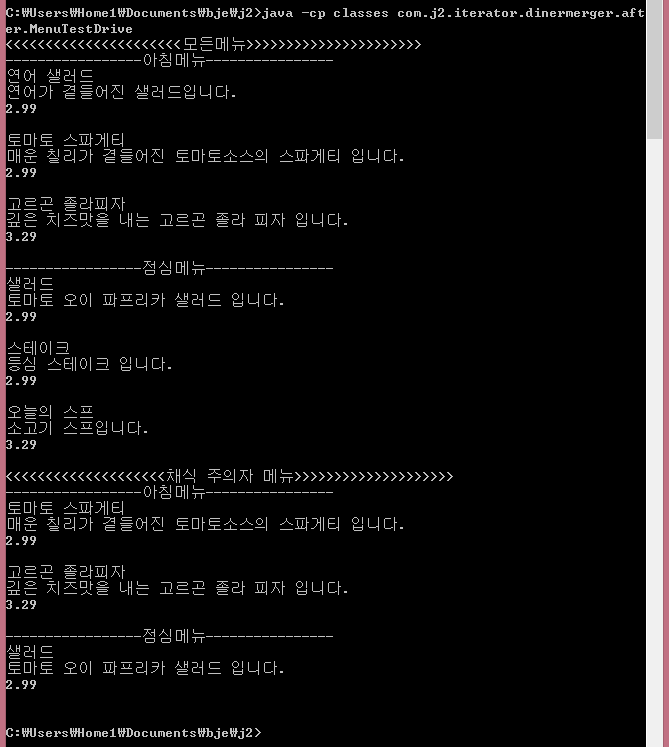 C:₩Users₩Home1₩Documents₩bje₩j2>java -cp classes com.j2.iterator.dinermerger.aft
er.MenuTestDrive
<<<<<<<<<<<<<<<<<<<<<<모든메뉴>>>>>>>>>>>>>>>>>>>>>>
-----------------아침메뉴----------------
연어 샐러드
연어가 곁들어진 샐러드입니다.
2.99
토마토 스파게티
매운 칠리가 곁들어진 토마토소스의 스파게티 입니다.
2.99
고르곤 졸라피자
깊은 치즈맛을 내는 고르곤 졸라 피자 입니다.
3.29
-----------------점심메뉴----------------
샐러드
토마토 오이 파프리카 샐러드 입니다.
2.99
스테이크
등심 스테이크 입니다.
2.99
오늘의 스프
소고기 스프입니다.
3.29
<<<<<<<<<<<<<<<<<<<<채식 주의자 메뉴>>>>>>>>>>>>>>>>>>>>
-----------------아침메뉴----------------
토마토 스파게티
매운 칠리가 곁들어진 토마토소스의 스파게티 입니다.
2.99
고르곤 졸라피자
깊은 치즈맛을 내는 고르곤 졸라 피자 입니다.
3.29
-----------------점심메뉴----------------
샐러드
토마토 오이 파프리카 샐러드 입니다.
2.99
C:₩Users₩Home1₩Documents₩bje₩j2>